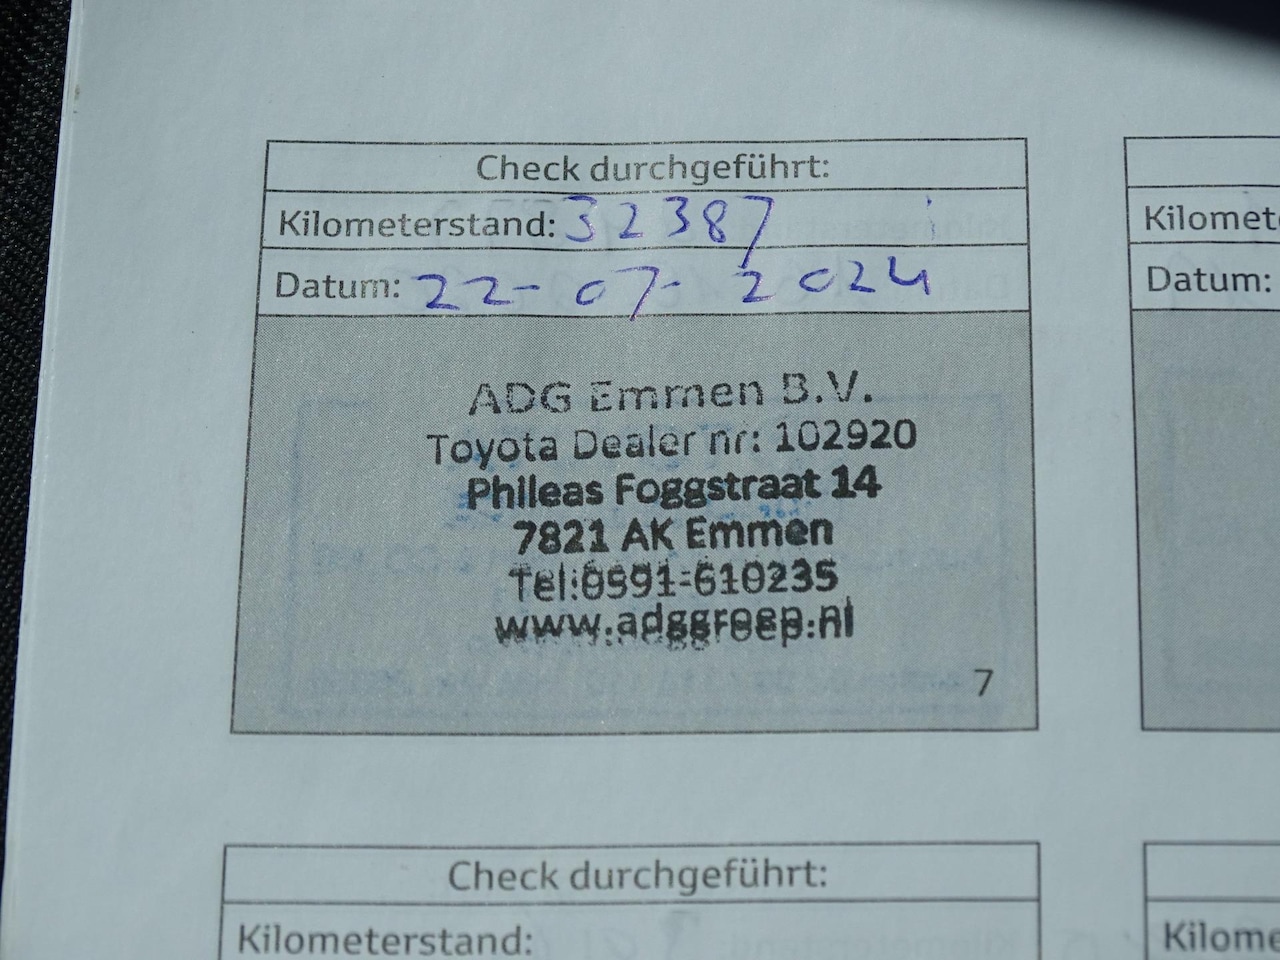 Check durchgeführt:
Kilometerstand: 32387
Datum: 22-07-2024
ADG Emmen B.V.
Toyota Dealer nr: 102920
Phileas Foggstraat 14
7821 AK Emmen
Tel:0591-610235
www.adggroep.nl
7
Kilomet
Datum:
Check durchgeführt:
Kilometerstand:
Kilome